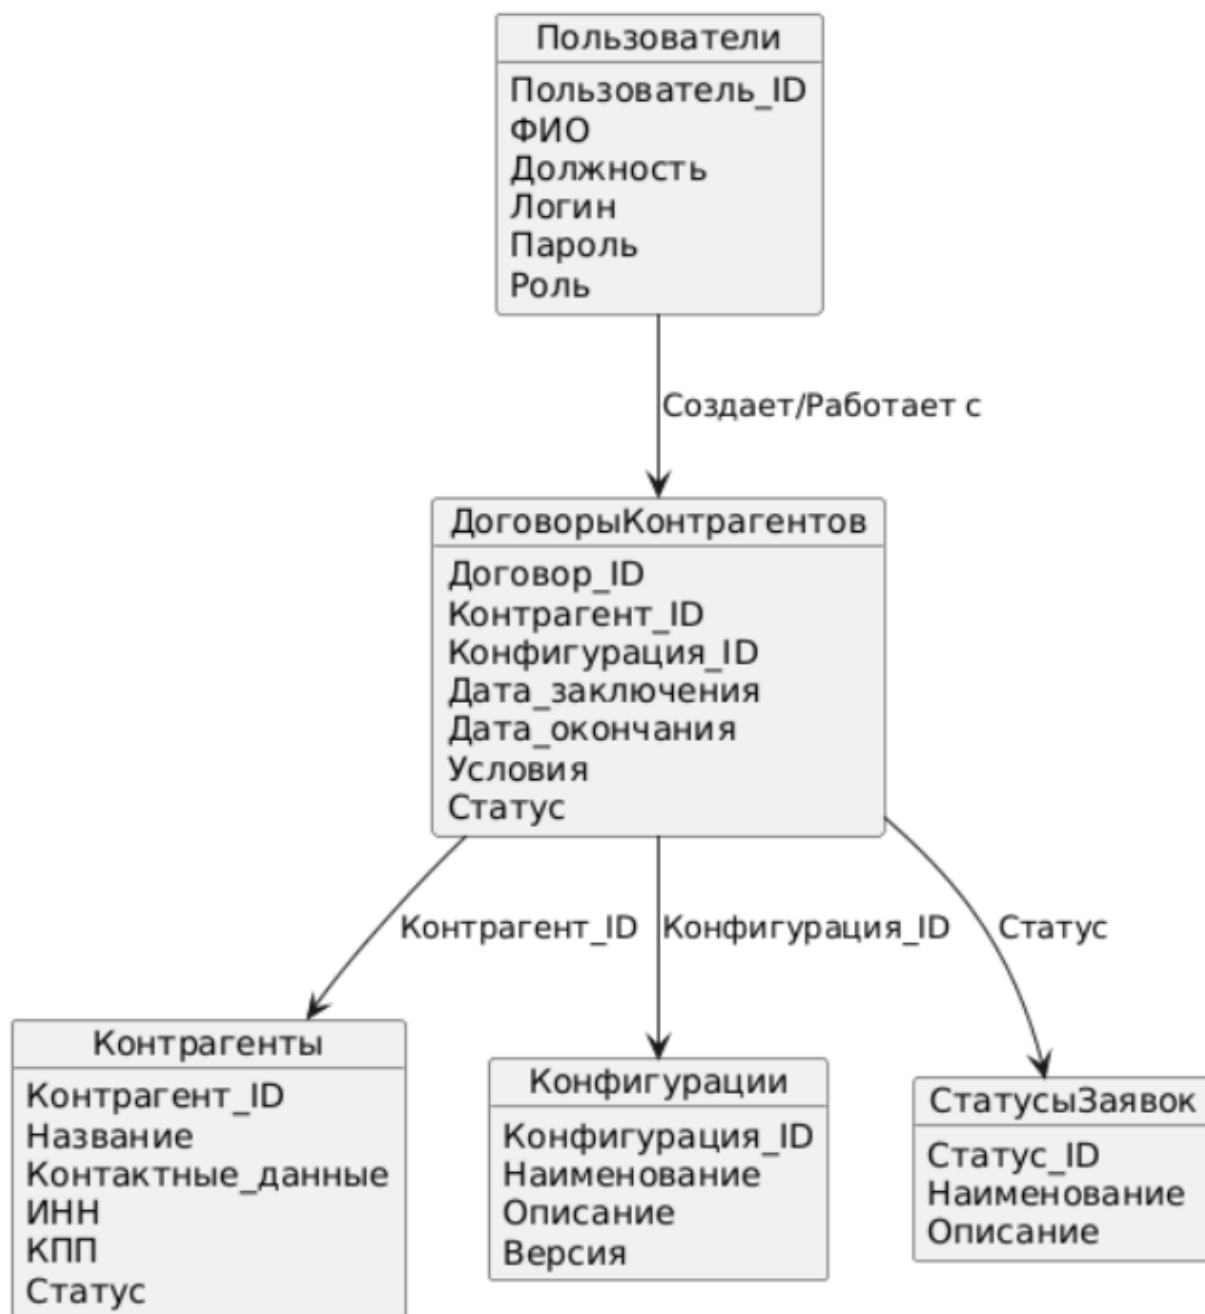 Пользователи
Пользователь_ID
ФИО
Должность
Логин
Пароль
Роль
Создает/Работает с
ДоговорыКонтрагентов
Договор_ID
Контрагент_ID
Конфигурация_ID
Дата_заключения
Дата_окончания
Условия
Статус
Контрагент_ID
Конфигурация_ID
Статус
Контрагенты
Контрагент_ID
Название
Контактные_данные
ИНН
КПП
Статус
Конфигурации
Конфигурация_ID
Наименование
Описание
Версия
СтатусыЗаявок
Статус_ID
Наименование
Описание